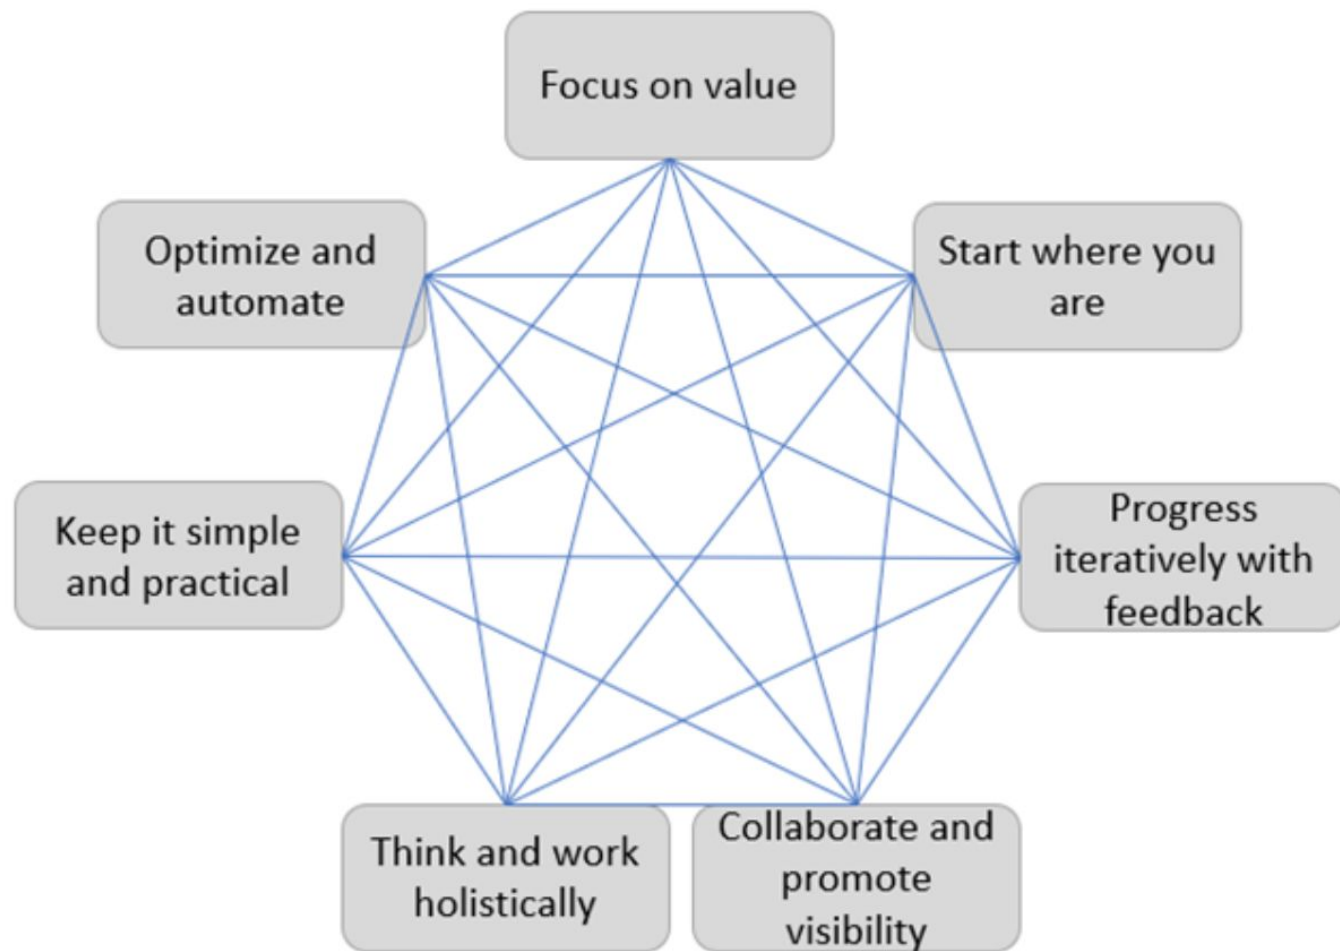 Focus on value
Optimize and
automate
Start where you
are
Keep it simple
and practical
Progress
iteratively with
feedback
Think and work
holistically
Collaborate and
promote
visibility